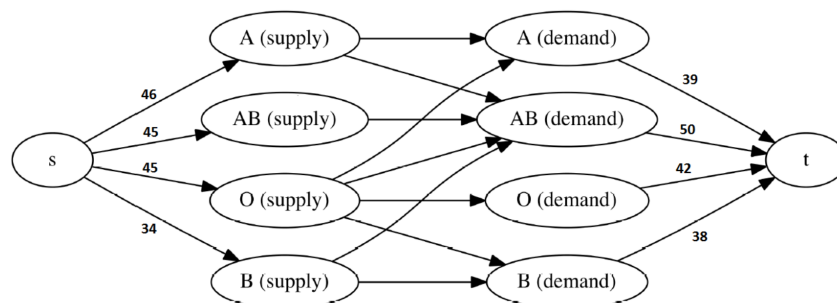 A (supply) A (demand)
46 39
AB (supply) AB (demand)
45 50
s t
45 42
O (supply) O (demand)
34 38
B (supply) B (demand)